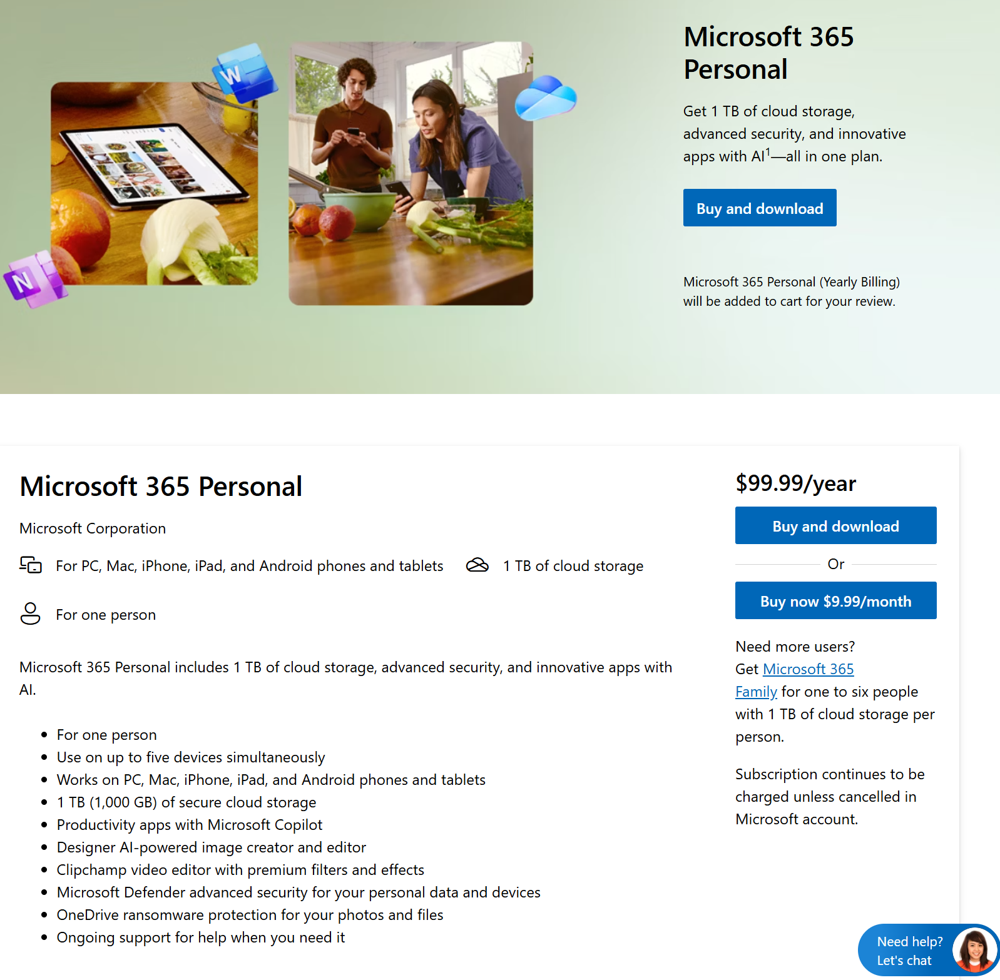 W
N
Microsoft 365
Personal
Get 1 TB of cloud storage,
advanced security, and innovative
apps with AI¹—all in one plan.
Buy and download
Microsoft 365 Personal (Yearly Billing)
will be added to cart for your review.
Microsoft 365 Personal
Microsoft Corporation
For PC, Mac, iPhone, iPad, and Android phones and tablets
1 TB of cloud storage
For one person
Microsoft 365 Personal includes 1 TB of cloud storage, advanced security, and innovative apps with
AI.
• For one person
• Use on up to five devices simultaneously
• Works on PC, Mac, iPhone, iPad, and Android phones and tablets
• 1 TB (1,000 GB) of secure cloud storage
• Productivity apps with Microsoft Copilot
• Designer AI-powered image creator and editor
• Clipchamp video editor with premium filters and effects
• Microsoft Defender advanced security for your personal data and devices
• OneDrive ransomware protection for your photos and files
• Ongoing support for help when you need it
$99.99/year
Buy and download
Or
Buy now $9.99/month
Need more users?
Get Microsoft 365
Family for one to six people
with 1 TB of cloud storage per
person.
Subscription continues to be
charged unless cancelled in
Microsoft account.
Need help?
Let's chat